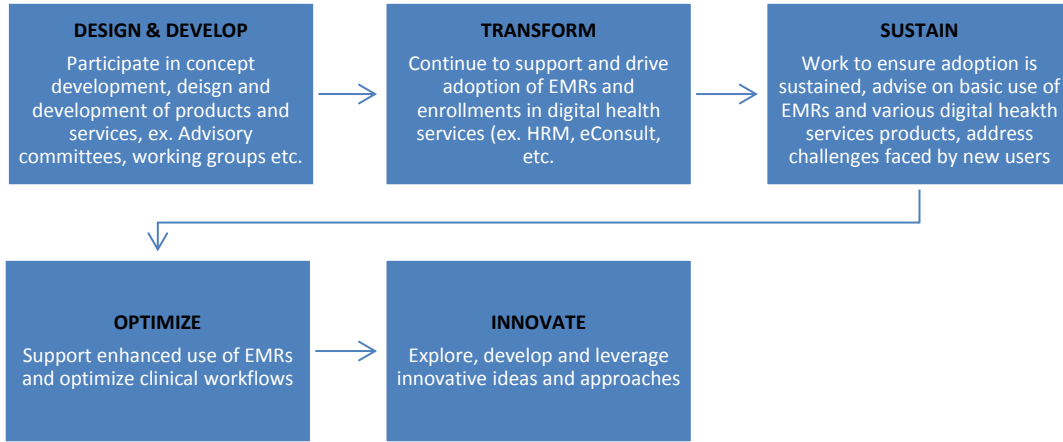 DESIGN & DEVELOP
Participate in concept
development, deisgn and
development of products and
services, ex. Advisory
committees, working groups etc.
TRANSFORM
Continue to support and drive
adoption of EMRs and
enrollments in digital health
services (ex. HRM, eConsult,
etc.
SUSTAIN
Work to ensure adoption is
sustained, advise on basic use of
EMRs and various digital heakth
services products, address
challenges faced by new users
OPTIMIZE
Support enhanced use of EMRs
and optimize clinical workflows
INNOVATE
Explore, develop and leverage
innovative ideas and approaches